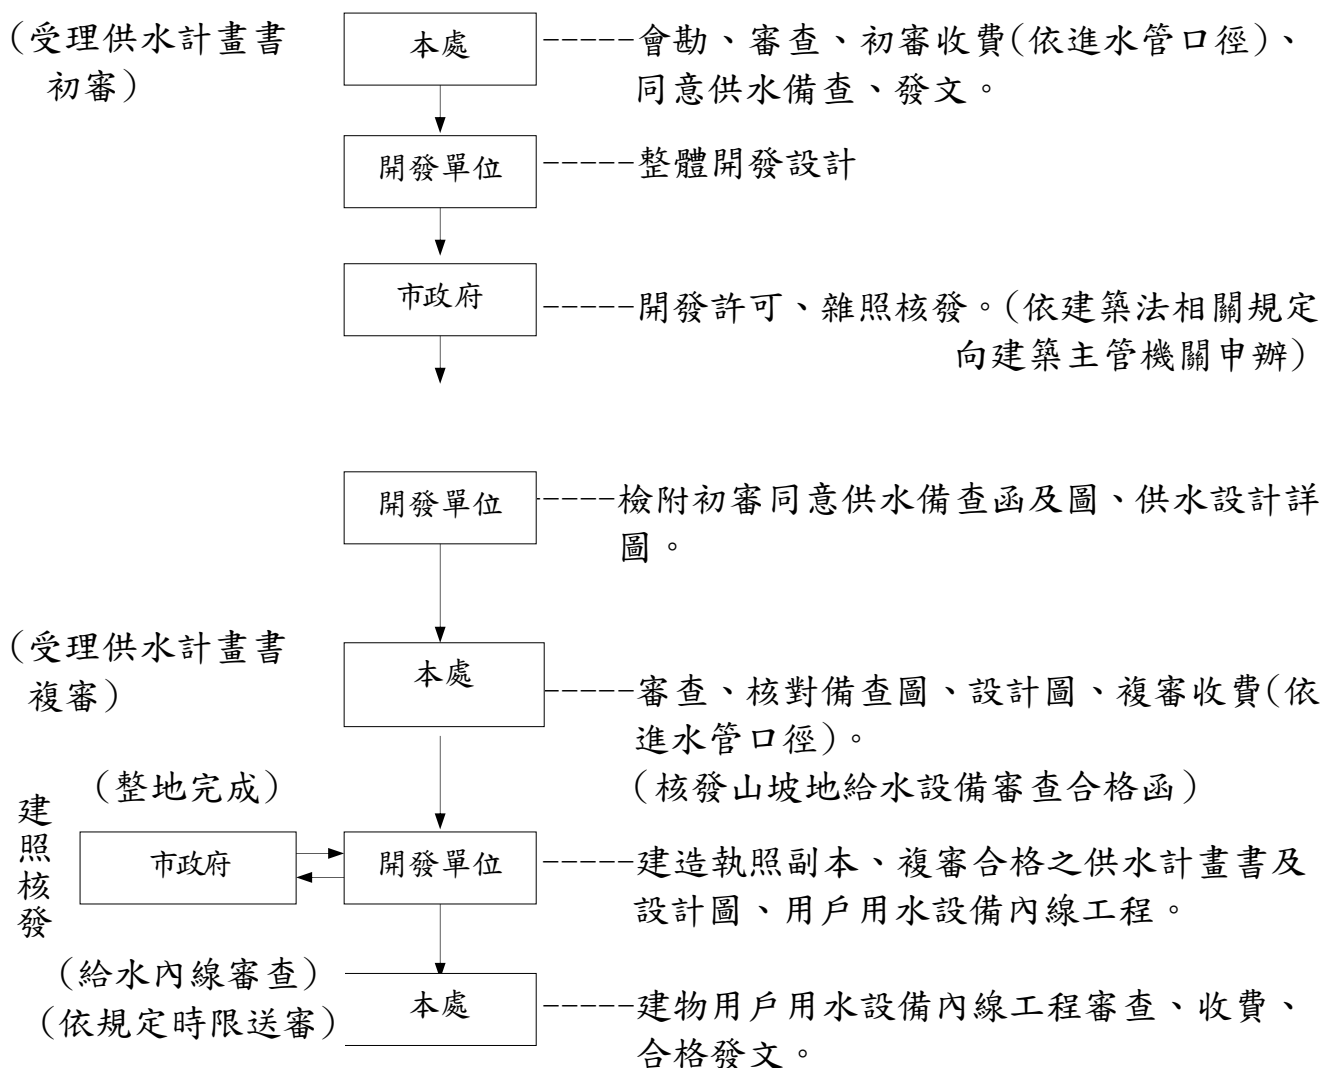 (受理供水計畫書
初審)
本處
-----會勘、審查、初審收費(依進水管口徑)、
同意供水備查、發文。
開發單位
-----整體開發設計
市政府
-----開發許可、雜照核發。(依建築法相關規定
向建築主管機關申辦)
開發單位
----檢附初審同意供水備查函及圖、供水設計詳
圖。
(受理供水計畫書
複審)
本處
-----審查、核對備查圖、設計圖、複審收費(依
進水管口徑)。
(核發山坡地給水設備審查合格函)
(整地完成)
建照核發
市政府
開發單位
-----建造執照副本、複審合格之供水計畫書及
設計圖、用戶用水設備內線工程。
(給水內線審查)
(依規定時限送審)
本處
-----建物用戶用水設備內線工程審查、收費、
合格發文。